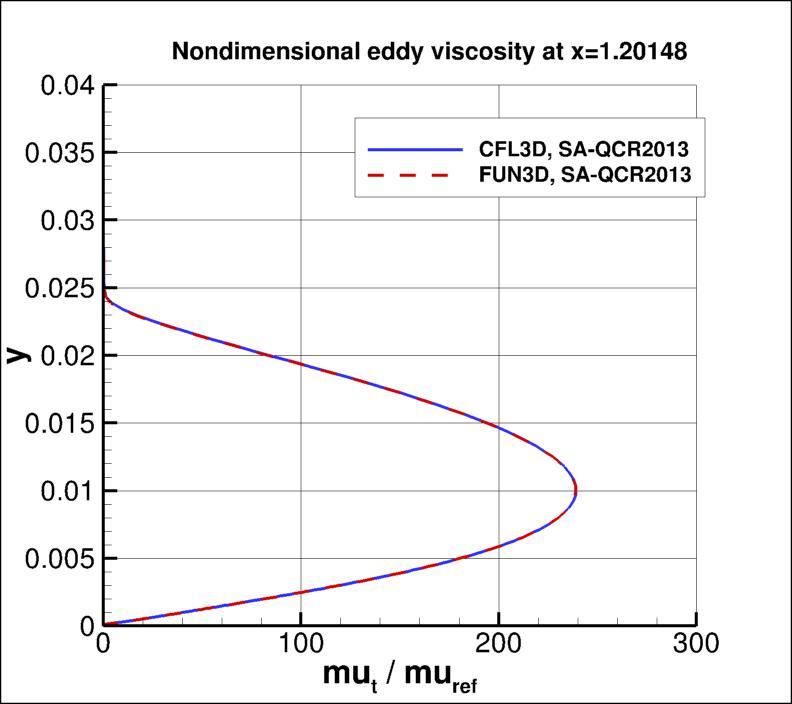 Nondimensional eddy viscosity at x=1.20148
CFL3D, SA-QCR2013
FUN3D, SA-QCR2013
0.04
0.035
0.03
0.025
0.02
0.015
0.01
0.005
0
y
0 100 200 300
mu_t / mu_ref